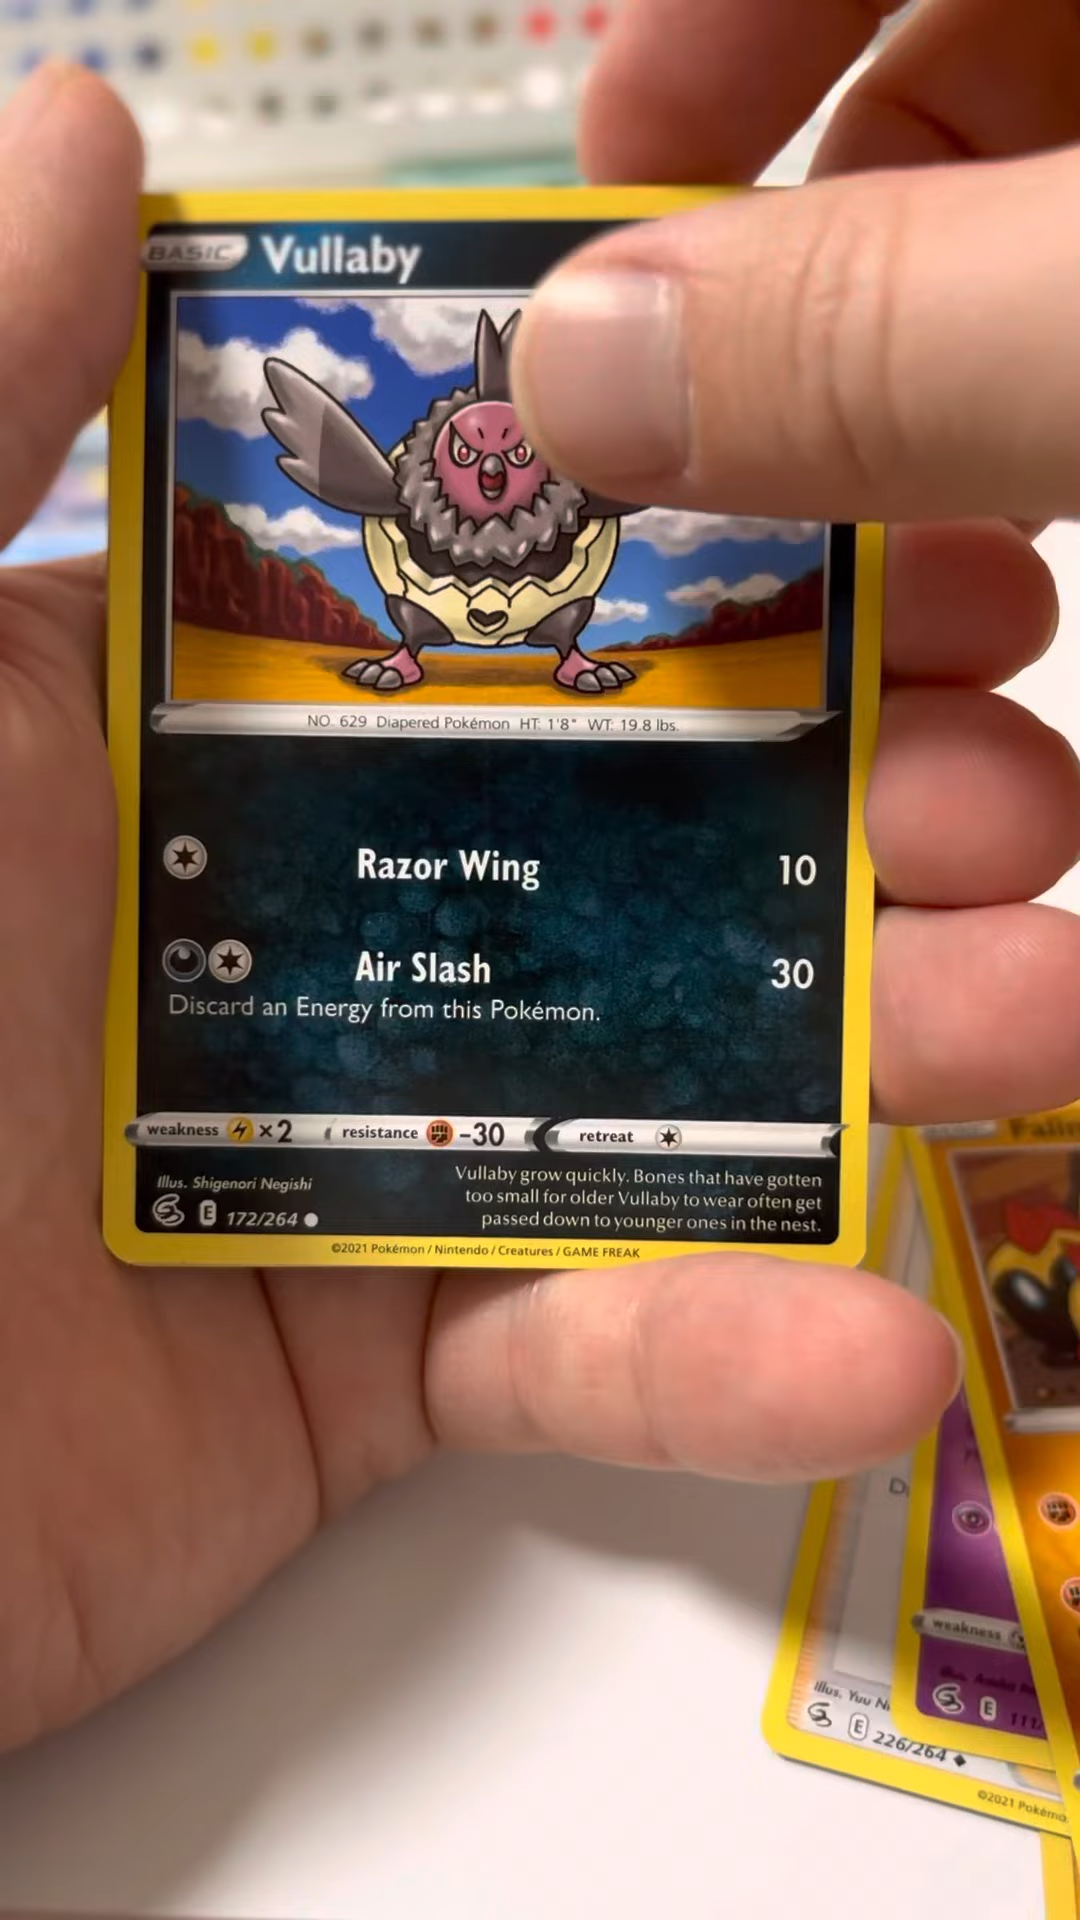 BASIC Vullaby
NO. 629 Diapered Pokémon HT: 1'8" WT: 19.8 lbs.
Razor Wing 10
Air Slash 30
Discard an Energy from this Pokémon.
weakness ×2 resistance -30 retreat
Illus. Shigenori Negishi
Vullaby grow quickly. Bones that have gotten
too small for older Vullaby to wear often get
passed down to younger ones in the nest.
E 172/264
©2021 Pokémon / Nintendo / Creatures / GAME FREAK
weakness
E 111/
Illus. Yuu
E 226/264
©2021 Pokémo